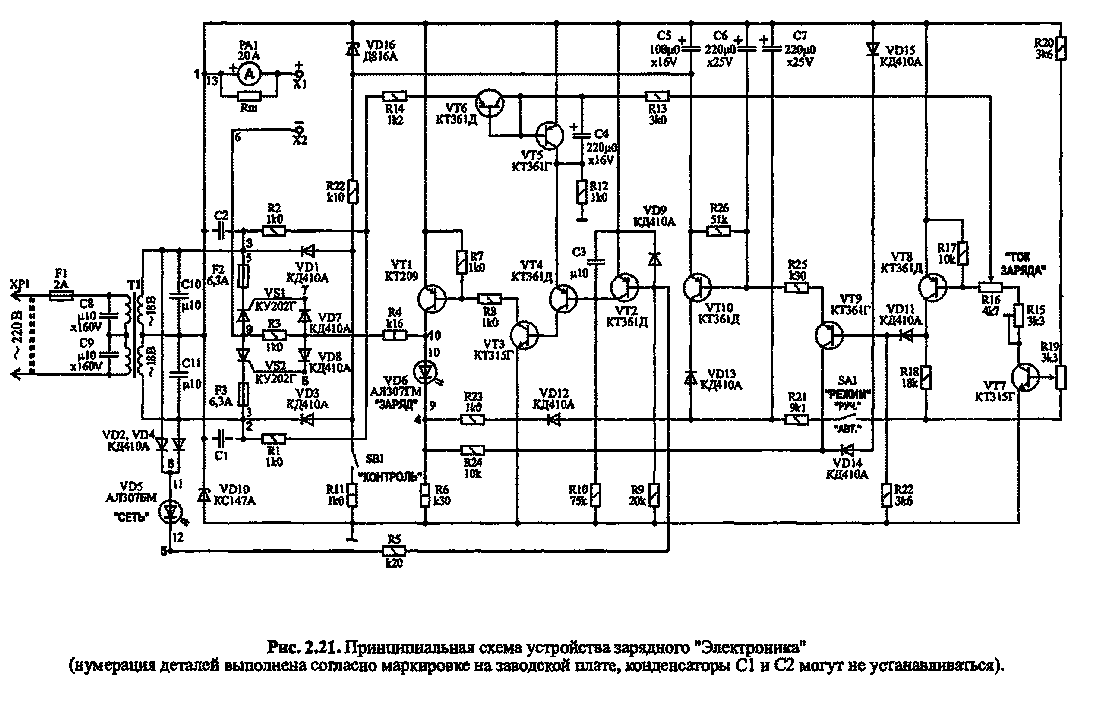 PA1
20A
A
1
13
Rш
X1
6
X2
VD16
Д816А
R14
1k2
VT6
КТ361Д
VT5
КТ361Г
C4
220μ0
x16V
R13
3k0
C5
100μ0
x16V
C6
220μ0
x25V
C7
220μ0
x25V
VD15
КД410А
R20
3k6
R22
k10
R12
1k0
C2
R2
1k0
3
5
VD1
КД410А
XP1
~220В
F1
2A
C8
μ10
x160V
C9
μ10
x160V
T1
~18В
~18В
C10
μ10
C11
μ10
F2
6,3A
VS1
КУ202Г
7
9
R3
1k0
VD7
КД410А
VS2
КУ202Г
VD8
КД410А
8
F3
6,3A
VD3
КД410А
3
2
C1
R1
1k0
VD2, VD4
КД410А
8
11
VD5
АЛ307БМ
"СЕТЬ"
12
5
VD10
КС147А
R4
k16
VT1
КТ209
R7
1k0
R8
1k0
10
10
VD6
АЛ307ГМ
"ЗАРЯД"
9
4
VT3
КТ315Г
VT4
КТ361Д
C3
μ10
VD9
КД410А
VT2
КТ361Д
R26
51k
VT10
КТ361Д
R25
k30
VT9
КТ361Г
VT8
КТ361Д
R17
10k
"ТОК
ЗАРЯДА"
R16
4k7
R15
3k3
R19
3k3
VT7
КТ315Г
VD11
КД410А
R18
18k
VD13
КД410А
R23
1k0
VD12
КД410А
R21
9k1
SA1
"РЕЖИМ"
"РУЧ."
"АВТ."
VD14
КД410А
R24
10k
SB1
"КОНТРОЛЬ"
R11
1k0
R6
k30
R10
75k
R9
20k
R22
3k6
R5
k20
Рис. 2.21. Принципиальная схема устройства зарядного "Электроника"
(нумерация деталей выполнена согласно маркировке на заводской плате, конденсаторы С1 и С2 могут не устанавливаться).